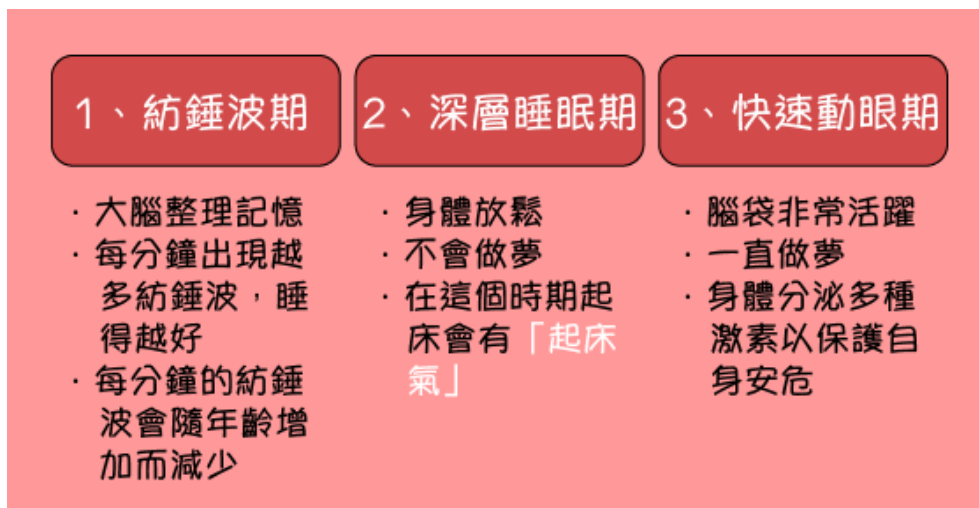 1、紡錘波期
· 大腦整理記憶
· 每分鐘出現越
多紡錘波，睡
得越好
· 每分鐘的紡錘
波會隨年齡增
加而減少
2、深層睡眠期
· 身體放鬆
· 不會做夢
· 在這個時期起
床會有「起床
氣」
3、快速動眼期
· 腦袋非常活躍
· 一直做夢
· 身體分泌多種
激素以保護自
身安危